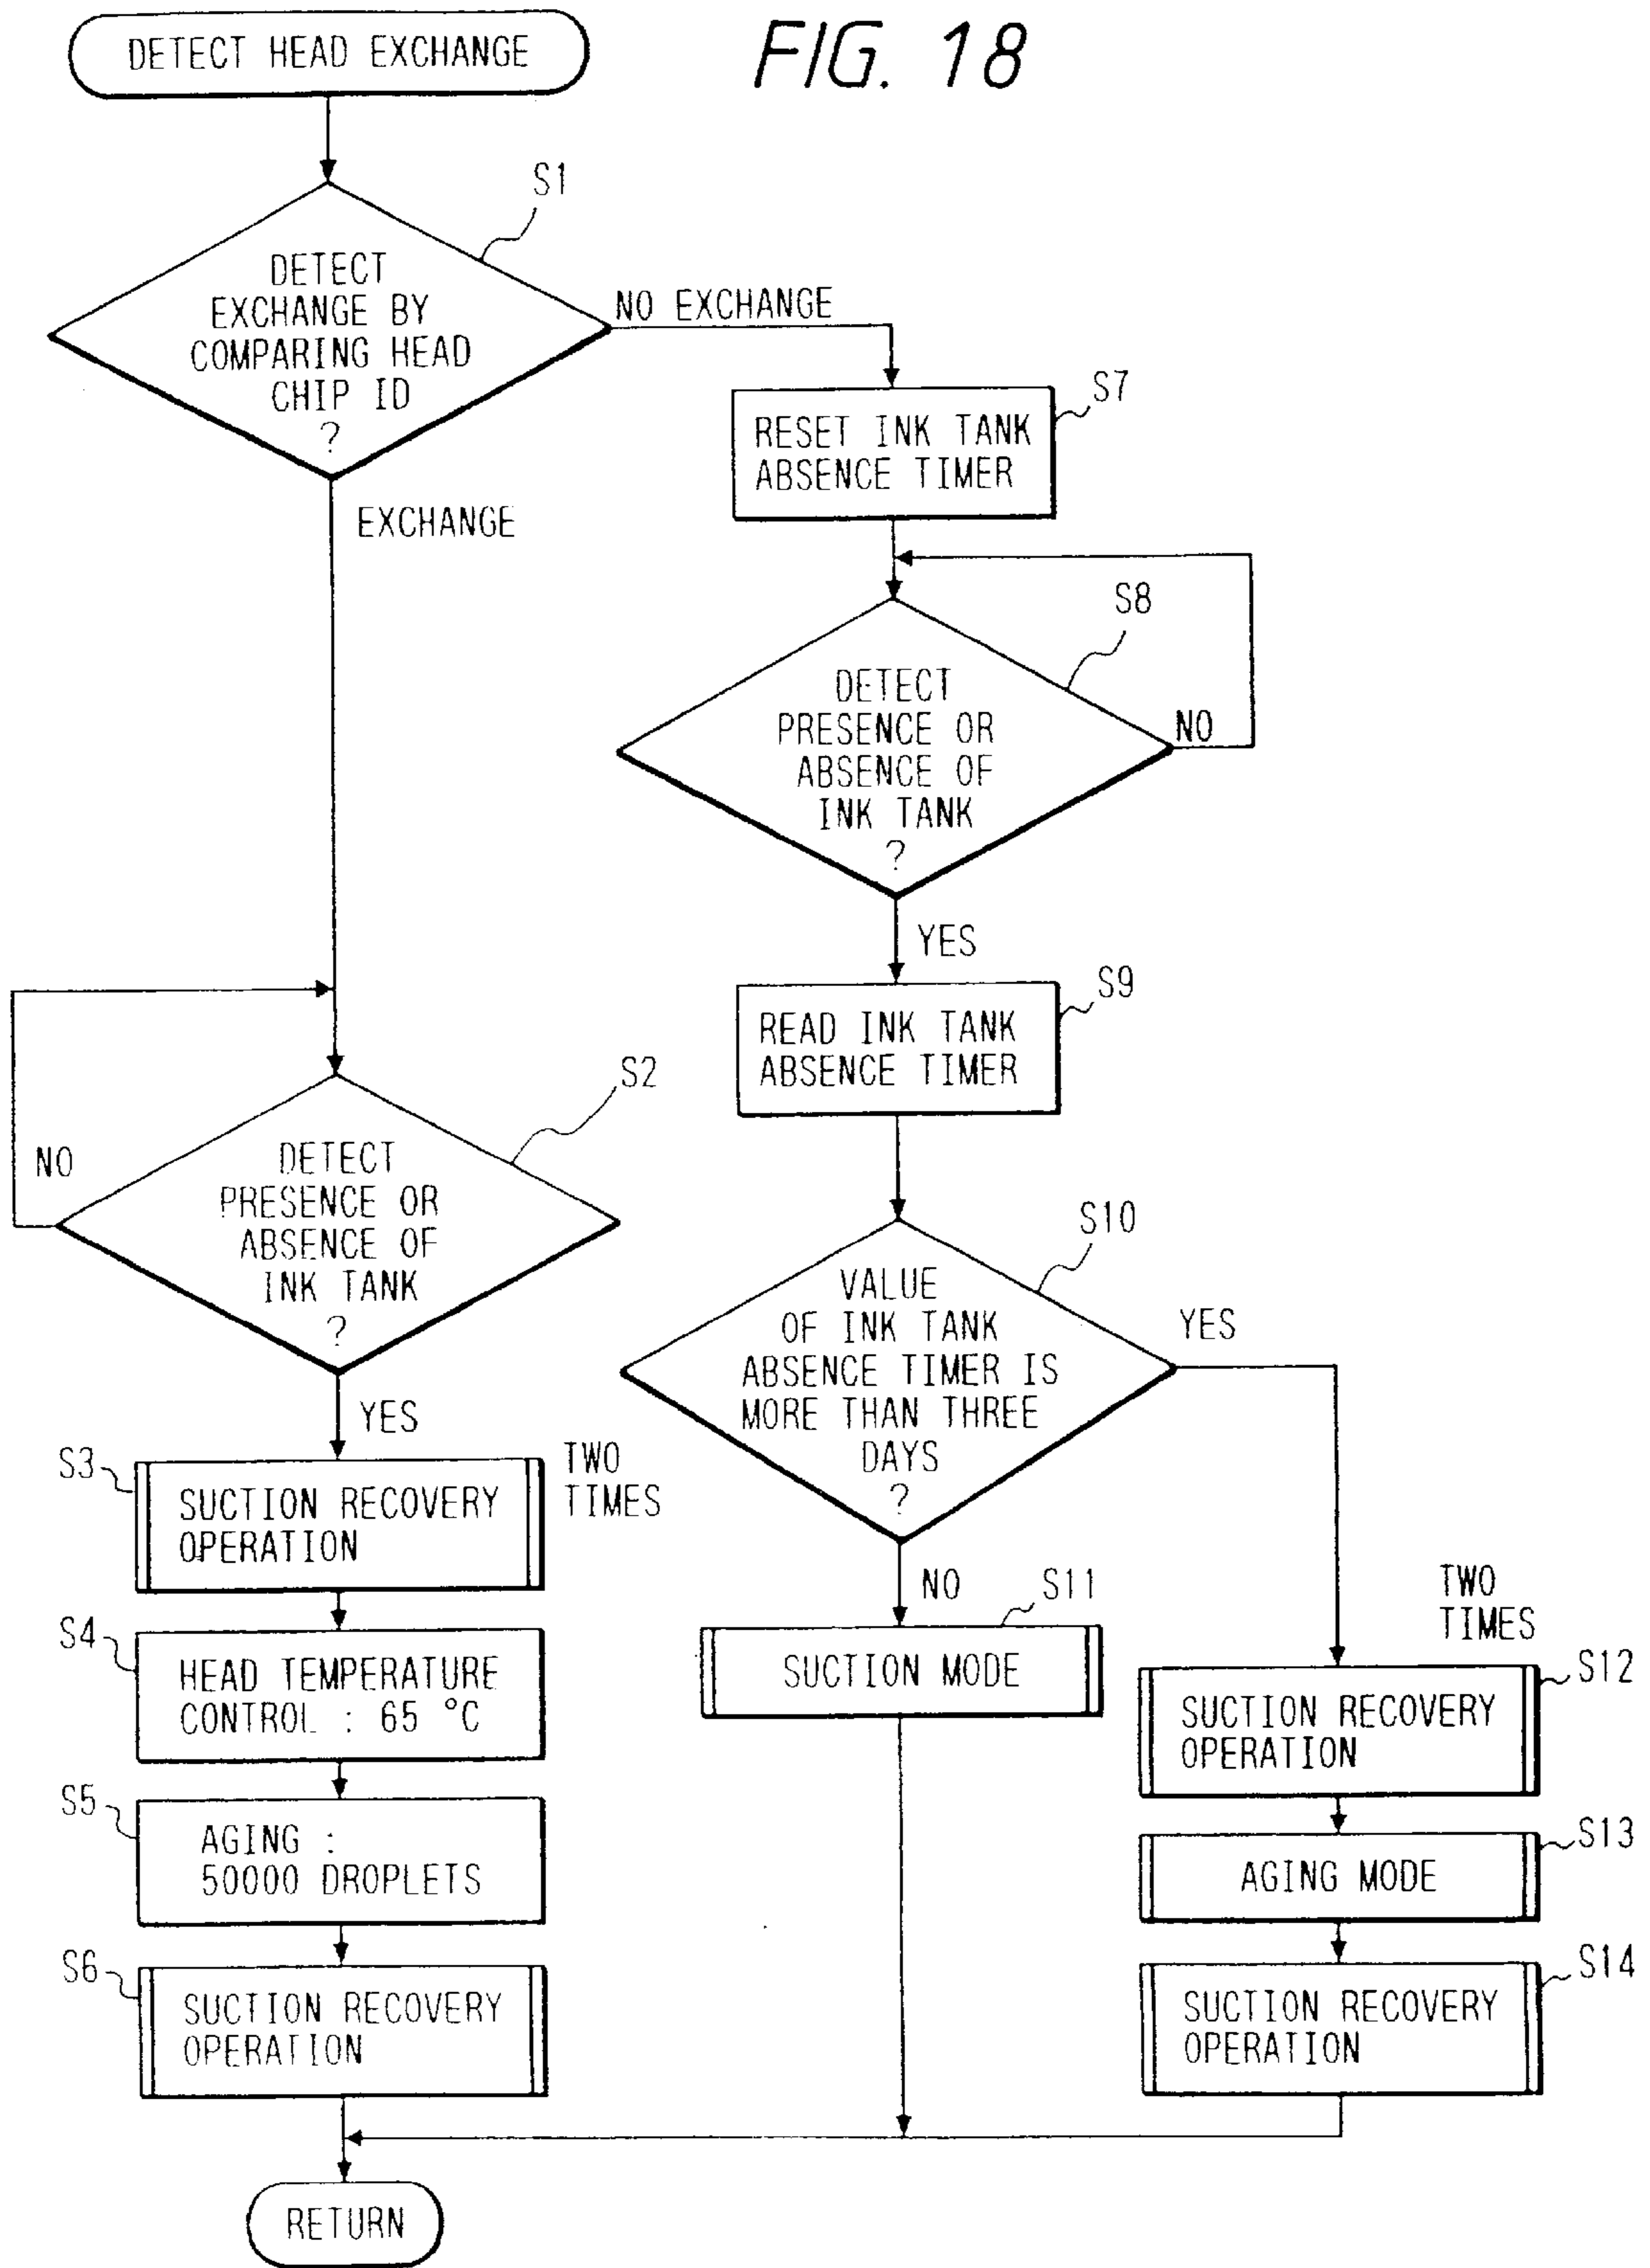 FIG. 18
DETECT HEAD EXCHANGE
S1
DETECT
EXCHANGE BY
COMPARING HEAD
CHIP ID
?
NO EXCHANGE
EXCHANGE
S7
RESET INK TANK
ABSENCE TIMER
S8
DETECT
PRESENCE OR
ABSENCE OF
INK TANK
?
NO
YES
S9
READ INK TANK
ABSENCE TIMER
S2
DETECT
PRESENCE OR
ABSENCE OF
INK TANK
?
NO
YES
S10
VALUE
OF INK TANK
ABSENCE TIMER IS
MORE THAN THREE
DAYS
?
YES
NO
S3
SUCTION RECOVERY
OPERATION
TWO
TIMES
S4
HEAD TEMPERATURE
CONTROL : 65 °C
S5
AGING :
50000 DROPLETS
S6
SUCTION RECOVERY
OPERATION
S11
SUCTION MODE
TWO
TIMES
S12
SUCTION RECOVERY
OPERATION
S13
AGING MODE
S14
SUCTION RECOVERY
OPERATION
RETURN